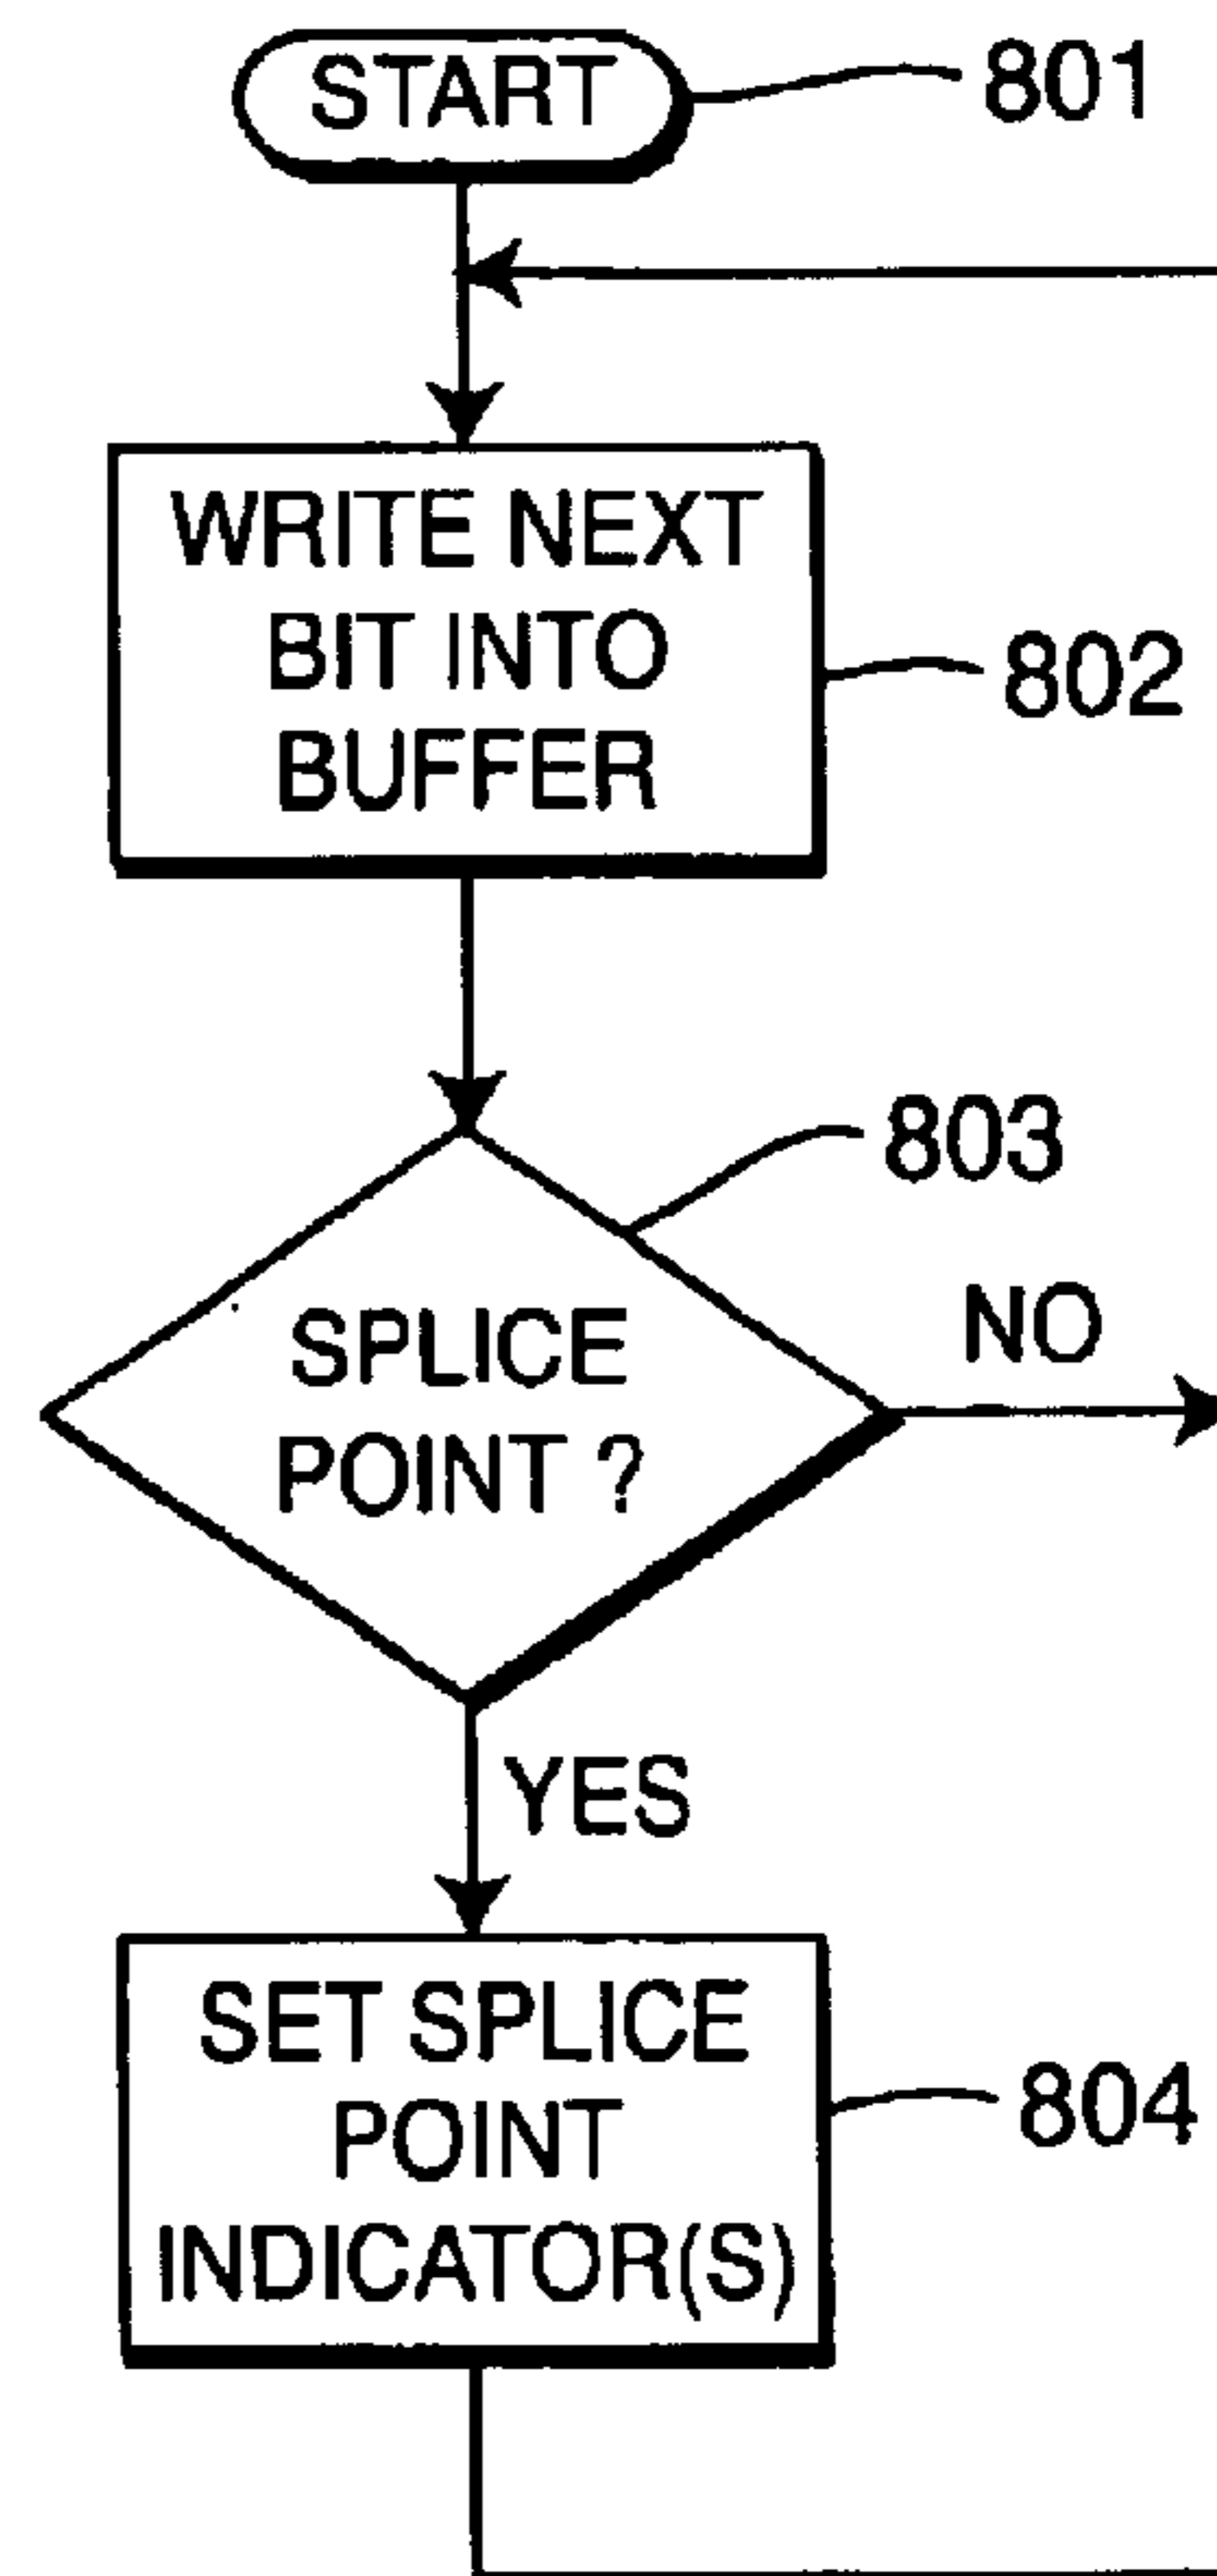 START
801
WRITE NEXT
BIT INTO
BUFFER
802
803
SPLICE
POINT ?
NO
YES
SET SPLICE
POINT
INDICATOR(S)
804